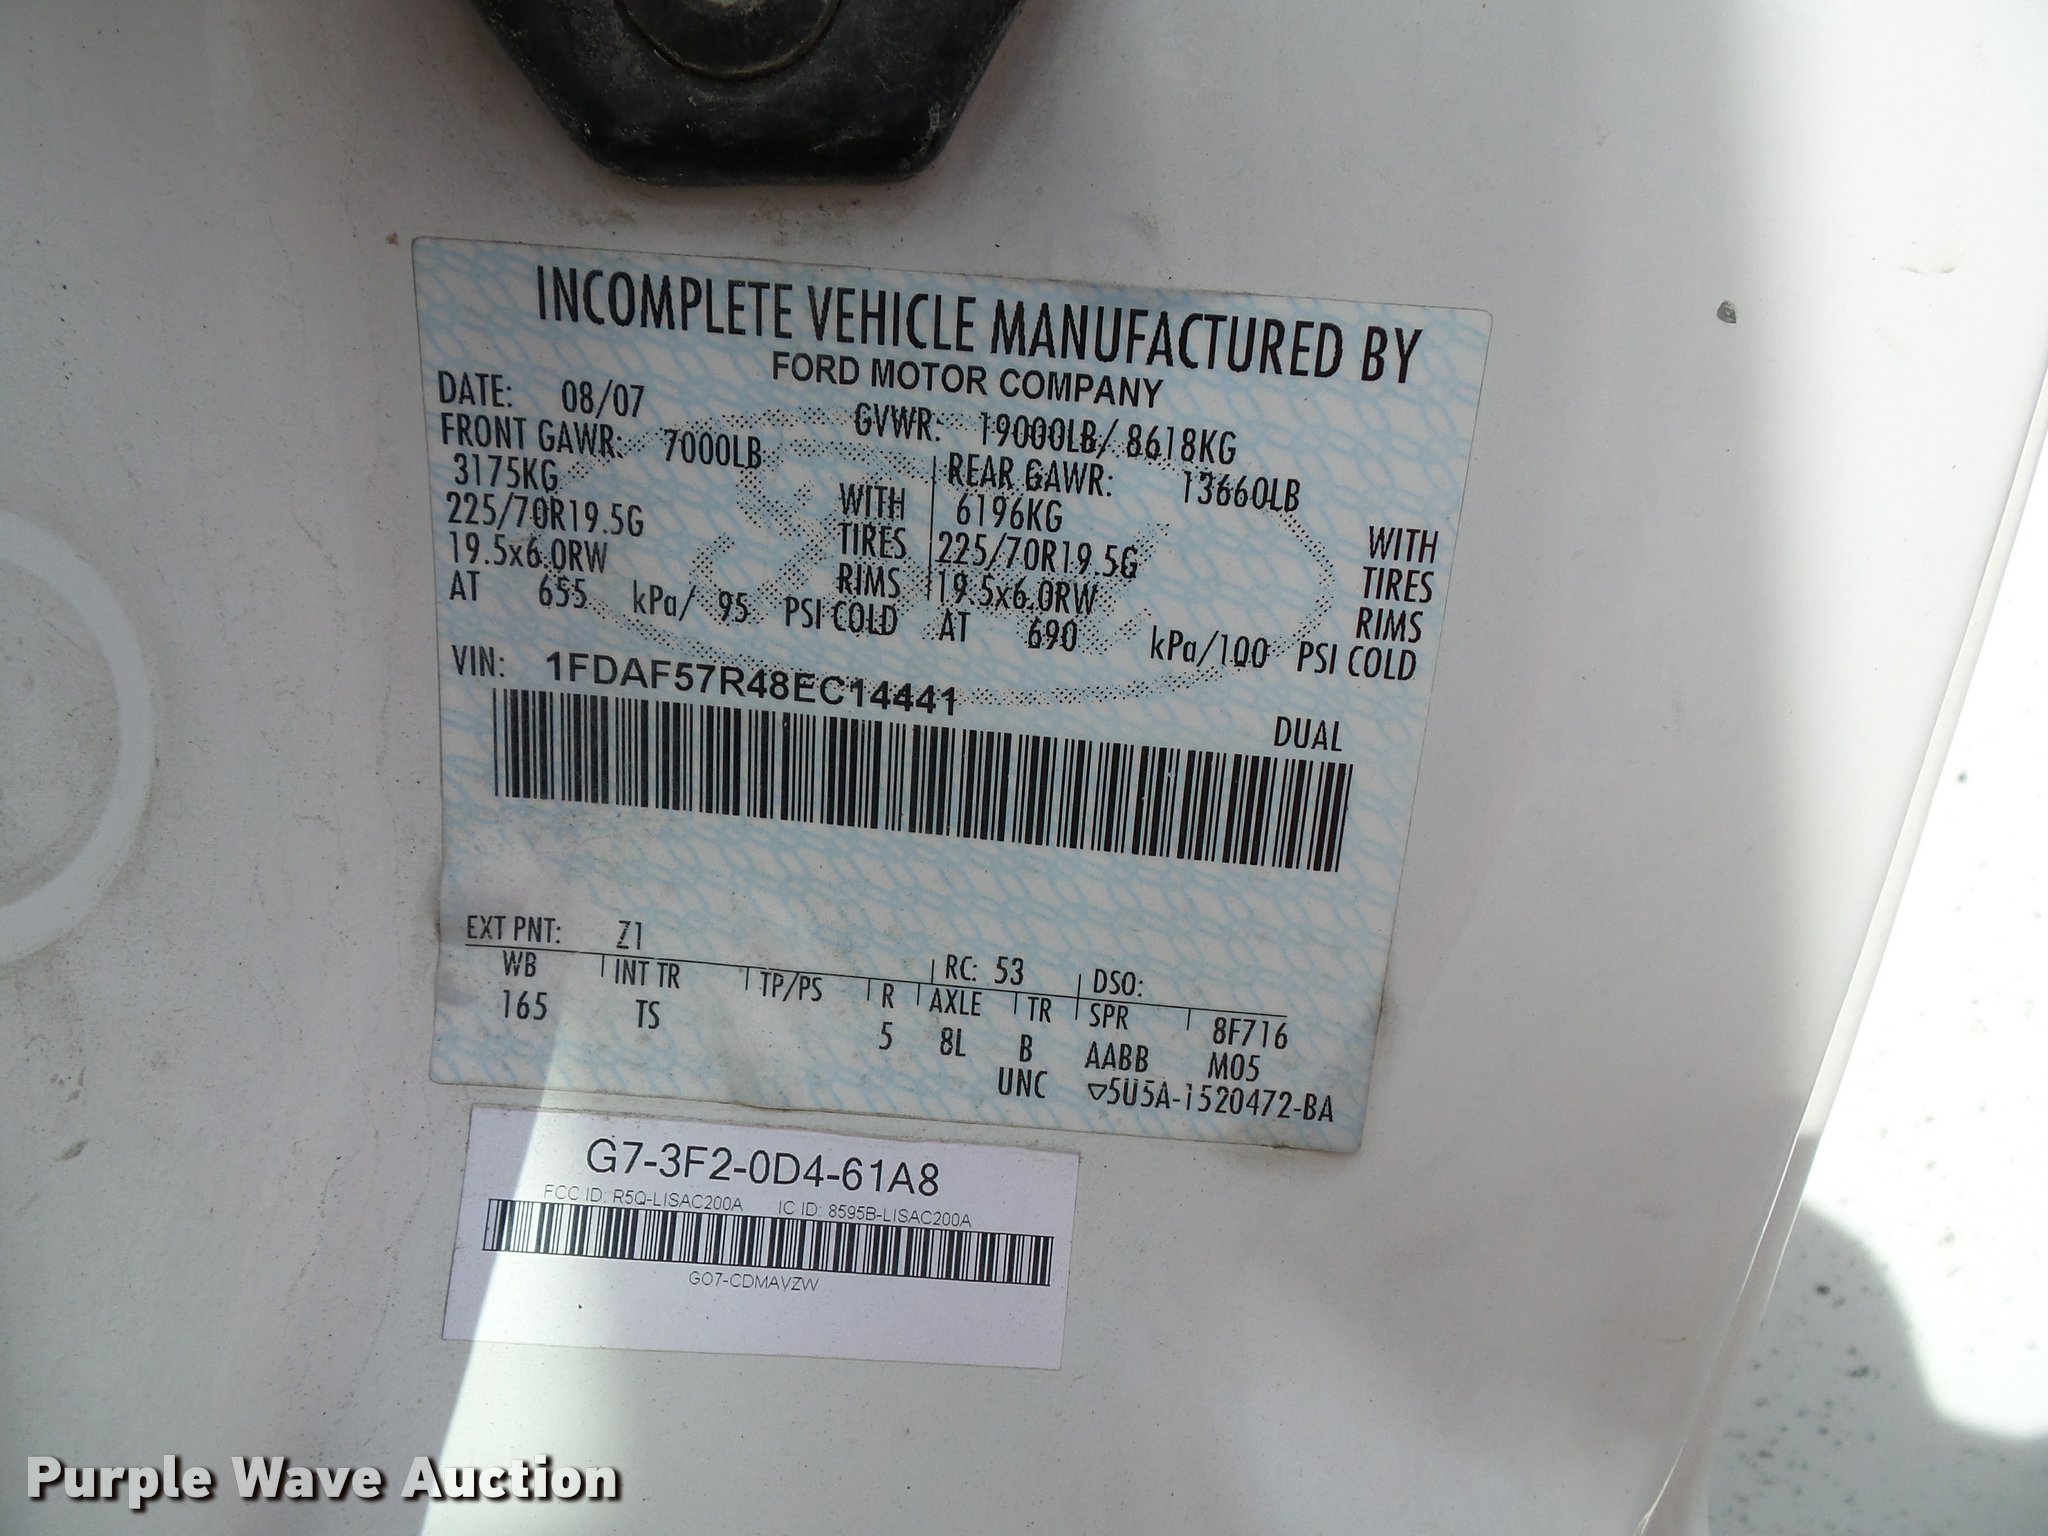 INCOMPLETE VEHICLE MANUFACTURED BY
FORD MOTOR COMPANY
DATE: 08/07 GVWR: 19000LB/ 8618KG
FRONT GAWR: 7000LB REAR GAWR: 13660LB
3175KG WITH 6196KG WITH
225/70R19.5G TIRES 225/70R19.5G TIRES
19.5x6.0RW RIMS 19.5x6.0RW RIMS
AT 655 kPa/ 95 PSI COLD AT 690 kPa/100 PSI COLD
VIN: 1FDAF57R48EC14441
DUAL
EXT PNT: Z1 RC: 53 DSO:
WB INT TR TP/PS R AXLE TR SPR 8F716
165 TS 5 8L B AABB M05
UNC ▽5U5A-1520472-BA
G7-3F2-0D4-61A8
FCC ID: R5Q-LISAC200A IC ID: 8595B-LISAC200A
GO7-CDMAVZW
Purple Wave Auction